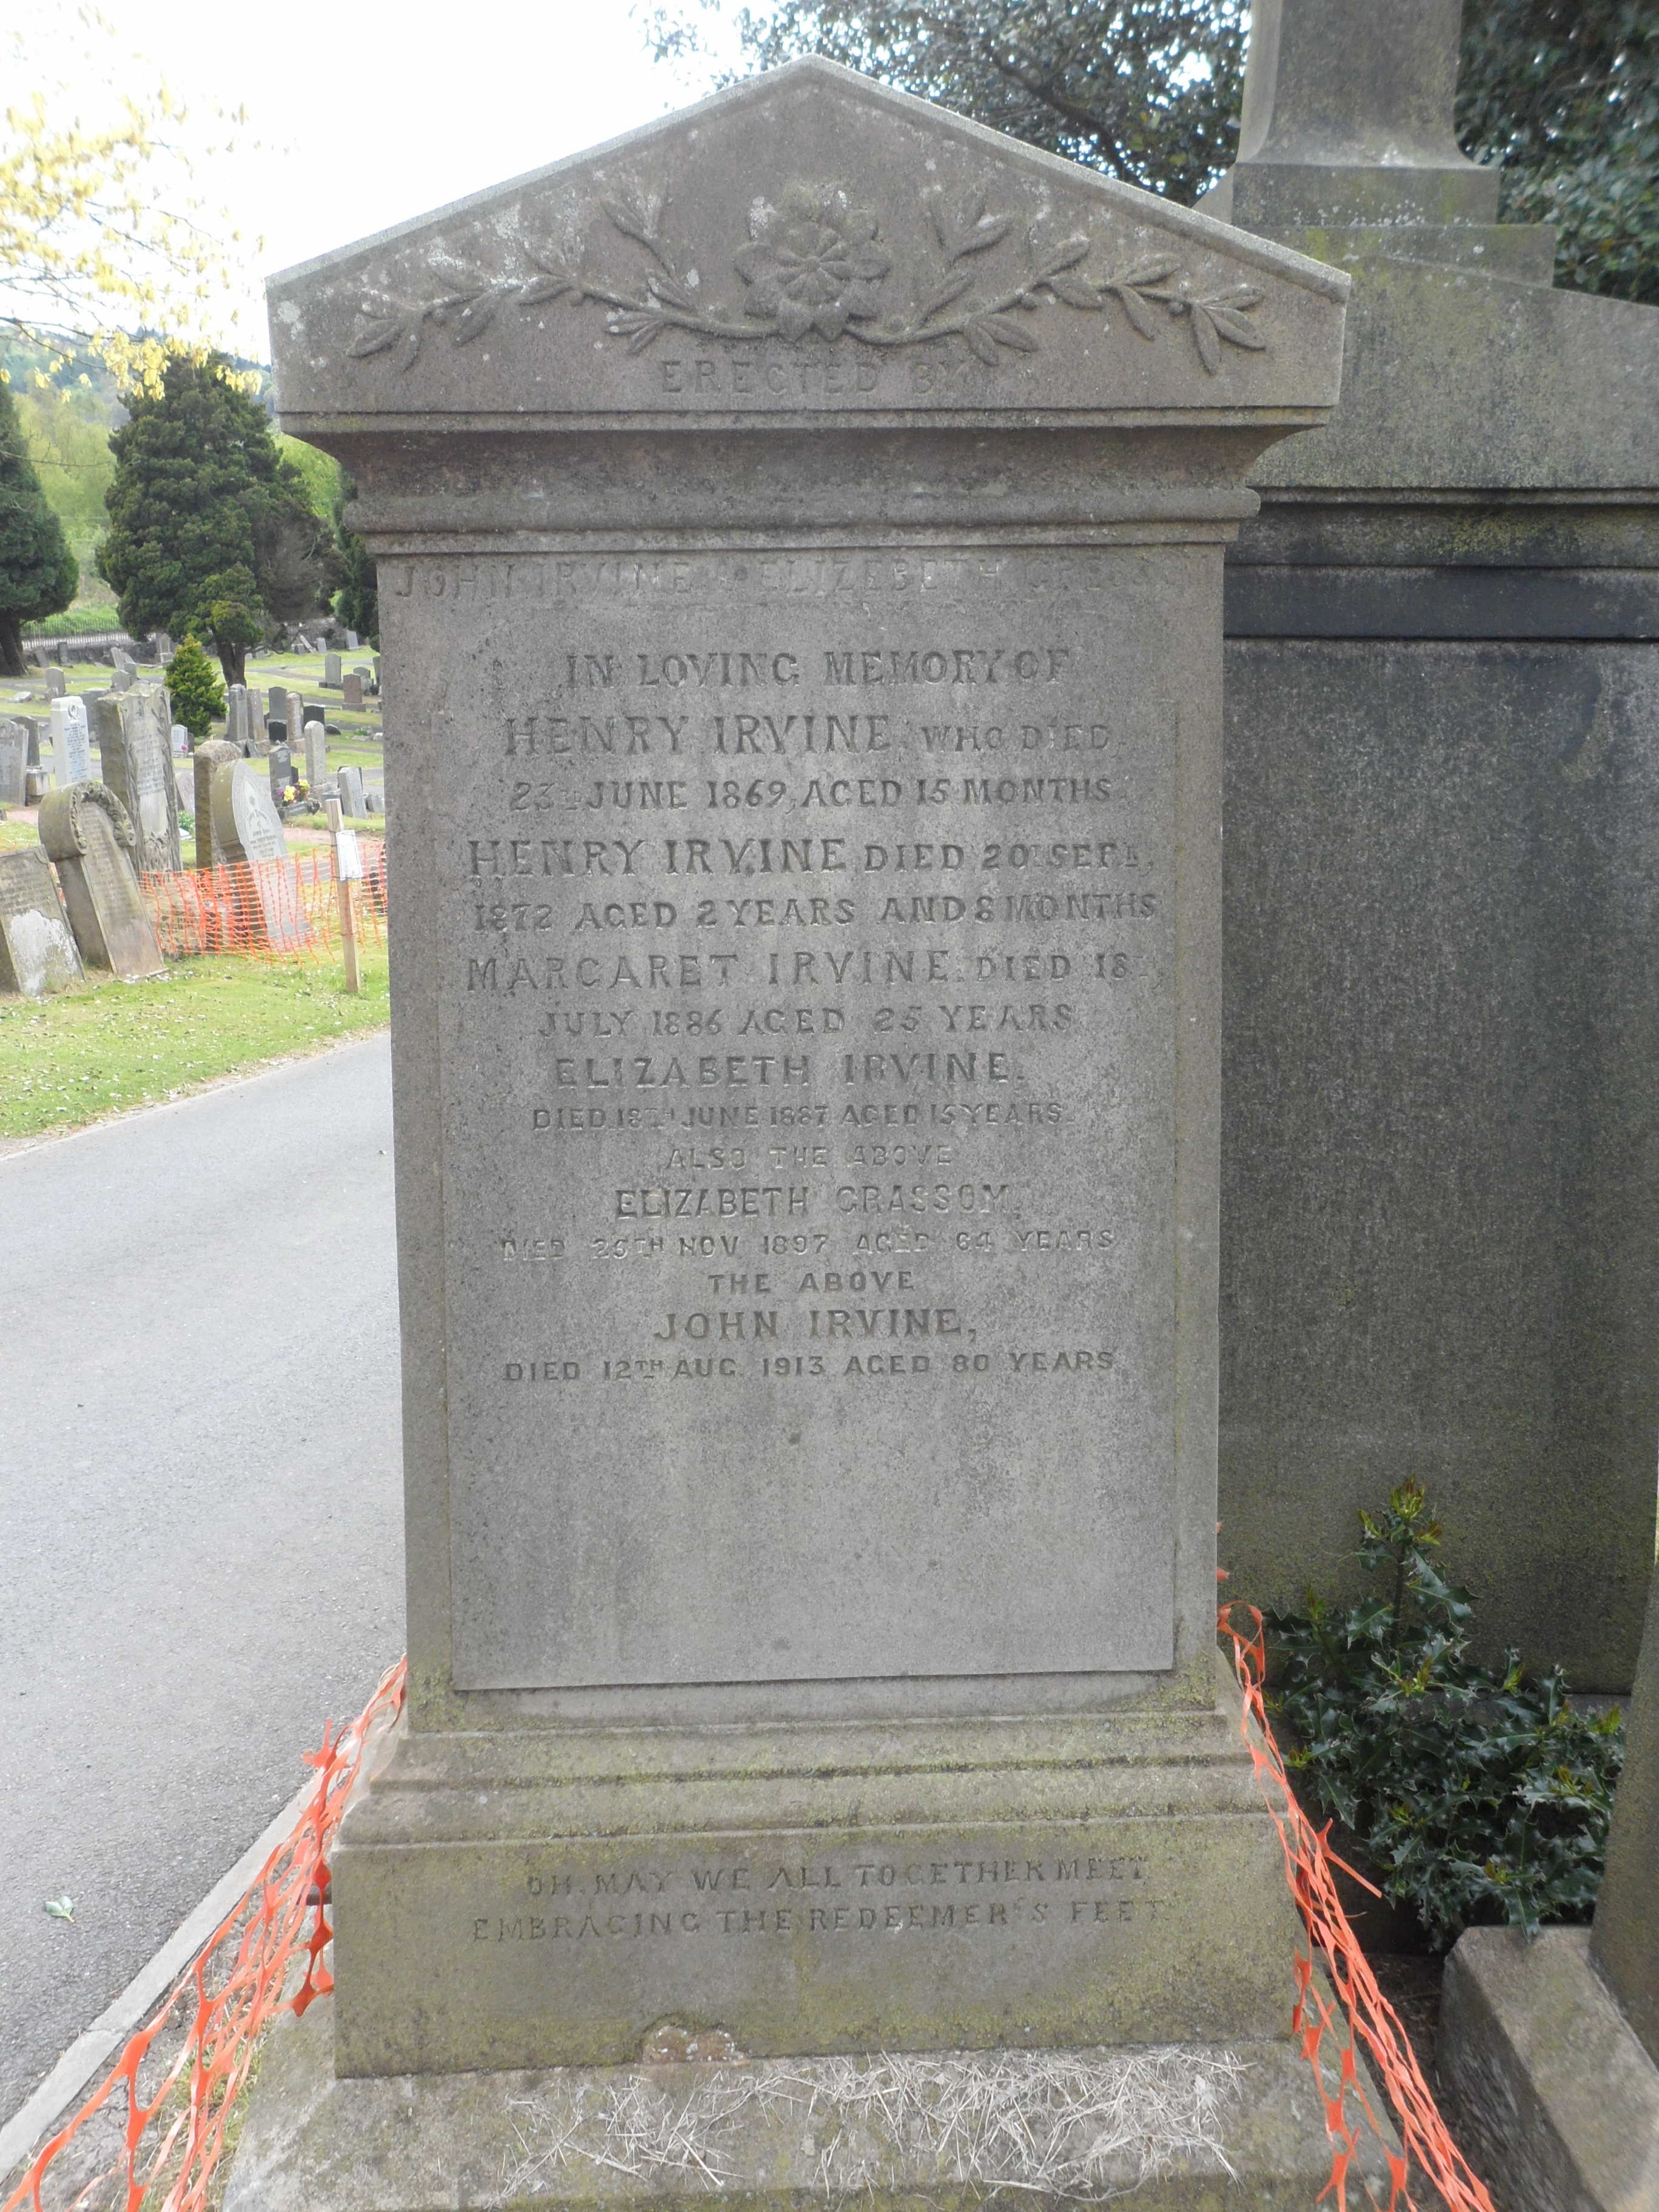 ERECTED BY
JOHN IRVINE & ELIZEBETH
IN LOVING MEMORY OF
HENRY IRVINE, WHO DIED
23RD JUNE 1869, AGED 15 MONTHS.
HENRY IRVINE DIED 20TH SEPT.,
1872 AGED 2 YEARS AND 8 MONTHS
MARGARET IRVINE. DIED
JULY 1886 AGED 25 YEARS
ELIZABETH IRVINE.
DIED 18TH JUNE 1887 AGED 15 YEARS.
ALSO THE ABOVE
ELIZABETH GRASSOM,
DIED NOV 1897 AGED 64 YEARS
THE ABOVE
JOHN IRVINE,
DIED 12TH AUG. 1913 AGED 80 YEARS
OH, MAY WE ALL TOGETHER MEET
EMBRACING THE REDEEMER'S FEET